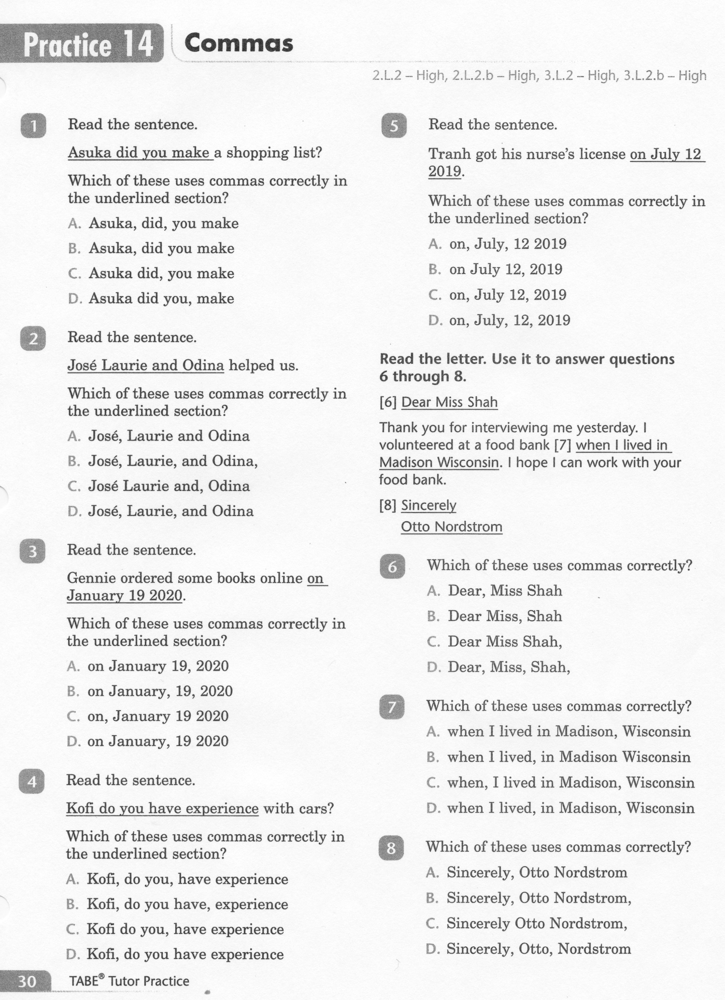 Practice 14
Commas
2.L.2 – High, 2.L.2.b – High, 3.L.2 – High, 3.L.2.b – High
1
Read the sentence.
Asuka did you make a shopping list?
Which of these uses commas correctly in
the underlined section?
A. Asuka, did, you make
B. Asuka, did you make
C. Asuka did, you make
D. Asuka did you, make
2
Read the sentence.
José Laurie and Odina helped us.
Which of these uses commas correctly in
the underlined section?
A. José, Laurie and Odina
B. José, Laurie, and Odina,
C. José Laurie and, Odina
D. José, Laurie, and Odina
3
Read the sentence.
Gennie ordered some books online on
January 19 2020.
Which of these uses commas correctly in
the underlined section?
A. on January 19, 2020
B. on January, 19, 2020
C. on, January 19 2020
D. on January, 19 2020
4
Read the sentence.
Kofi do you have experience with cars?
Which of these uses commas correctly in
the underlined section?
A. Kofi, do you, have experience
B. Kofi, do you have, experience
C. Kofi do you, have experience
D. Kofi, do you have experience
5
Read the sentence.
Tranh got his nurse's license on July 12
2019.
Which of these uses commas correctly in
the underlined section?
A. on, July, 12 2019
B. on July 12, 2019
C. on, July 12, 2019
D. on, July, 12, 2019
Read the letter. Use it to answer questions
6 through 8.
[6] Dear Miss Shah
Thank you for interviewing me yesterday. I
volunteered at a food bank [7] when I lived in
Madison Wisconsin. I hope I can work with your
food bank.
[8] Sincerely
Otto Nordstrom
6
Which of these uses commas correctly?
A. Dear, Miss Shah
B. Dear Miss, Shah
C. Dear Miss Shah,
D. Dear, Miss, Shah,
7
Which of these uses commas correctly?
A. when I lived in Madison, Wisconsin
B. when I lived, in Madison Wisconsin
C. when, I lived in Madison, Wisconsin
D. when I lived, in Madison, Wisconsin
8
Which of these uses commas correctly?
A. Sincerely, Otto Nordstrom
B. Sincerely, Otto Nordstrom,
C. Sincerely Otto Nordstrom,
D. Sincerely, Otto, Nordstrom
30
TABE® Tutor Practice